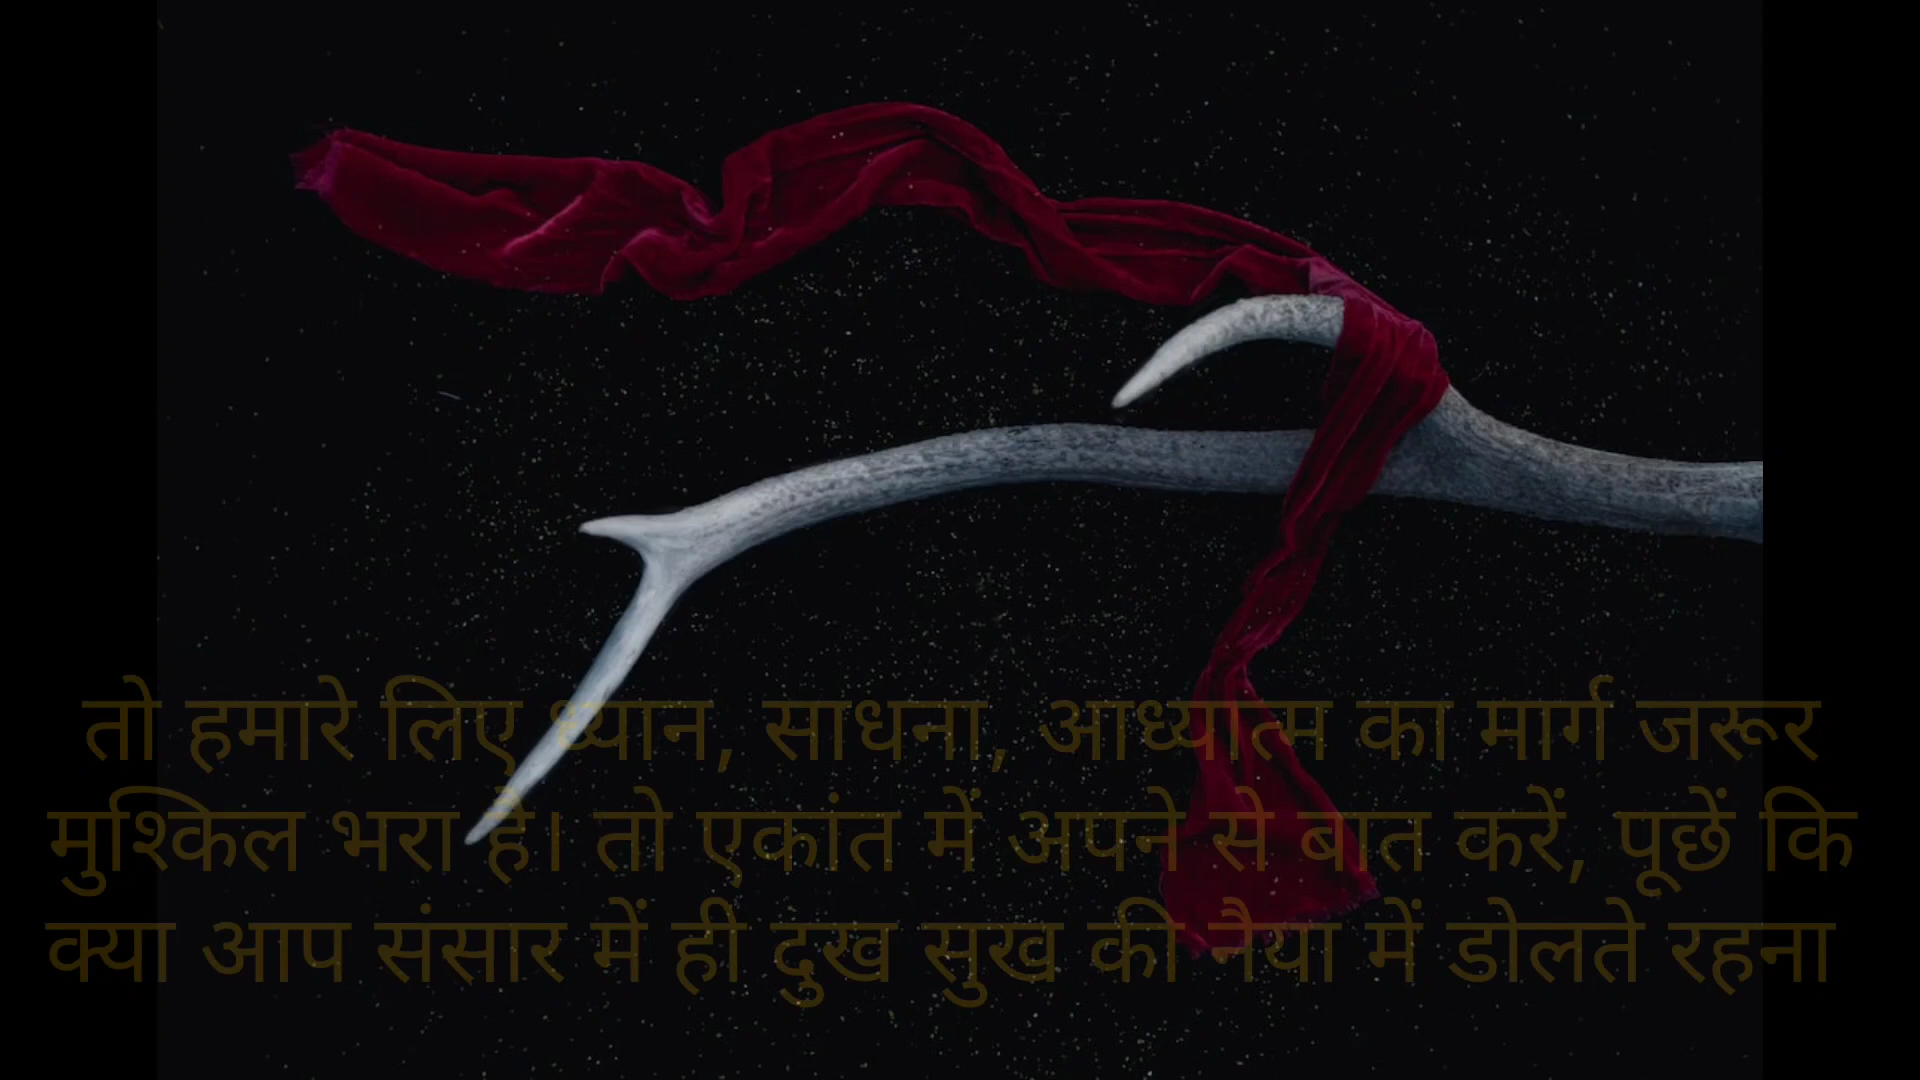 तो हमारे लिए ध्यान, साधना, आध्यात्म का मार्ग जरूर
मुश्किल भरा है। तो एकांत में अपने से बात करें, पूछें कि
क्या आप संसार में ही दुख सुख की नैया में डोलते रहना